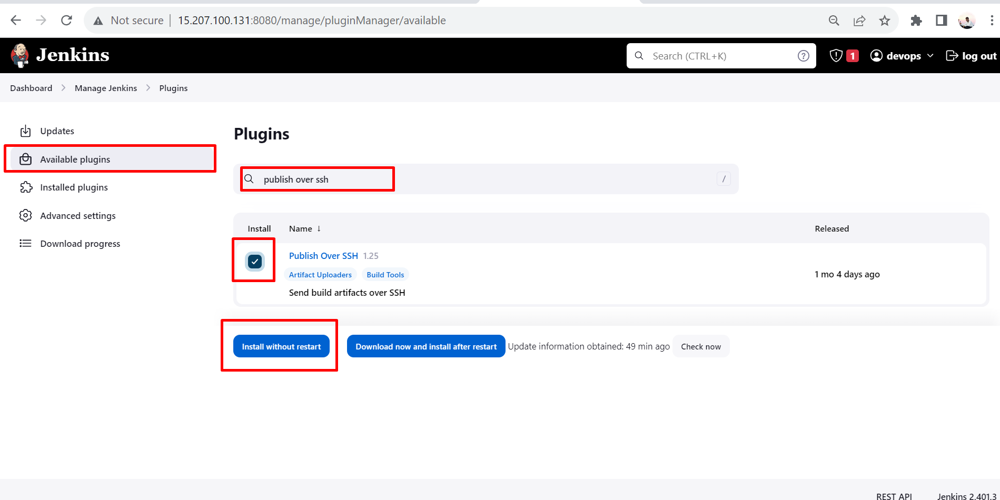 Not secure | 15.207.100.131:8080/manage/pluginManager/available
Jenkins
Search (CTRL+K)
?
1
devops
log out
Dashboard > Manage Jenkins > Plugins
Updates
Available plugins
Installed plugins
Advanced settings
Download progress
Plugins
publish over ssh
/
Install Name ↓ Released
Publish Over SSH 1.25
Artifact Uploaders Build Tools
1 mo 4 days ago
Send build artifacts over SSH
Install without restart Download now and install after restart Update information obtained: 49 min ago Check now
REST API Jenkins 2.401.3